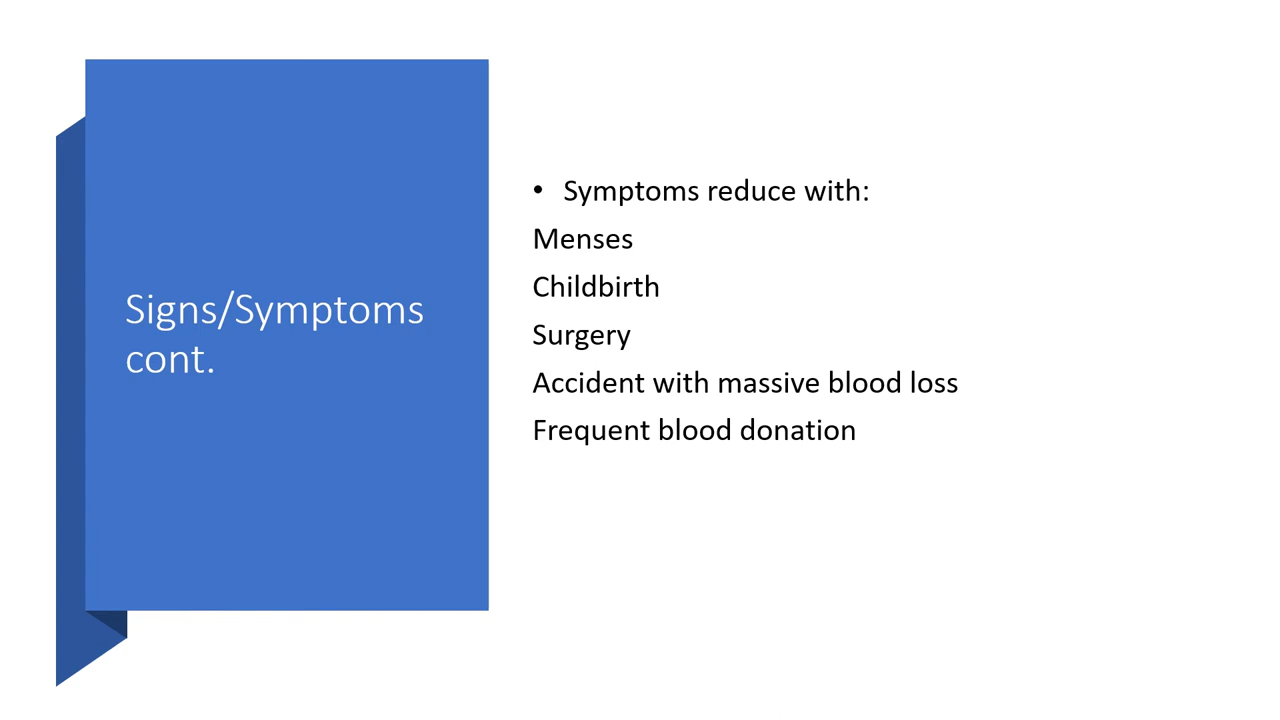 Signs/Symptoms
cont.
• Symptoms reduce with:
Menses
Childbirth
Surgery
Accident with massive blood loss
Frequent blood donation